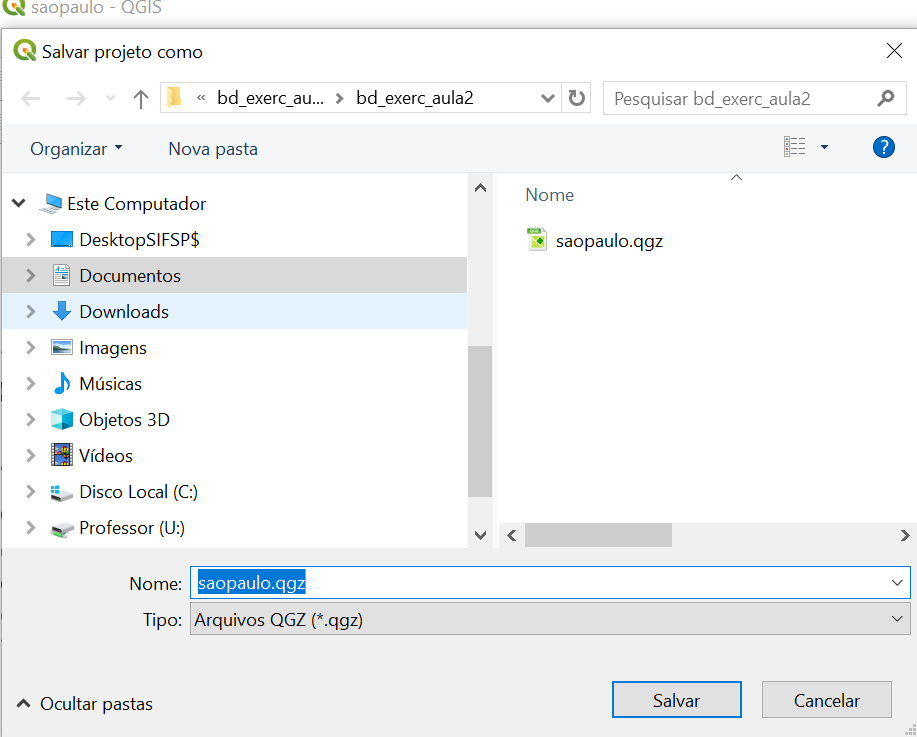 saopaulo - QGIS
Salvar projeto como
« bd_exerc_au... > bd_exerc_aula2
Pesquisar bd_exerc_aula2
Organizar
Nova pasta
?
Este Computador
DesktopSIFSP$
Documentos
Downloads
Imagens
Músicas
Objetos 3D
Vídeos
Disco Local (C:)
Professor (U:)
Nome
saopaulo.qgz
Nome: saopaulo.qgz
Tipo: Arquivos QGZ (*.qgz)
Ocultar pastas
Salvar
Cancelar